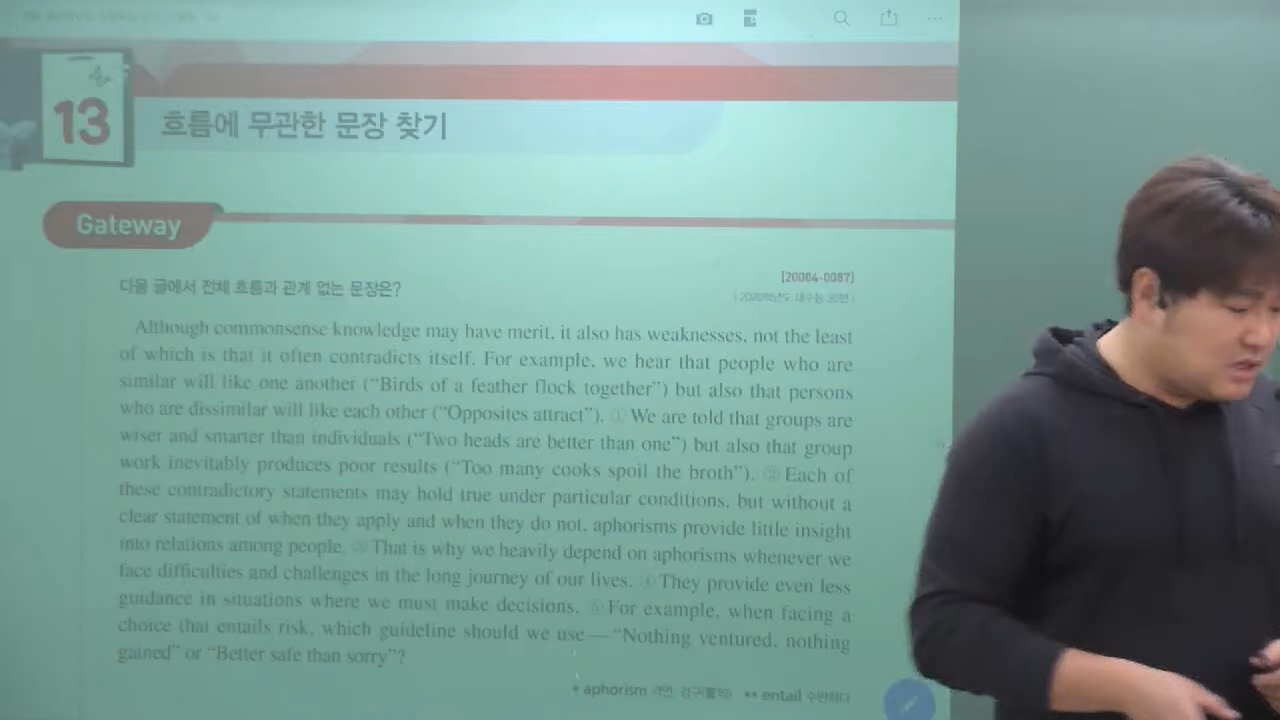 13
흐름에 무관한 문장 찾기
Gateway
다음 글에서 전체 흐름과 관계 없는 문장은?
[20004-0087]
Although commonsense knowledge may have merit, it also has weaknesses, not the least
of which is that it often contradicts itself. For example, we hear that people who are
similar will like one another (“Birds of a feather flock together”) but also that persons
who are dissimilar will like each other (“Opposites attract”). ① We are told that groups are
wiser and smarter than individuals (“Two heads are better than one”) but also that group
work inevitably produces poor results (“Too many cooks spoil the broth”). ② Each of
these contradictory statements may hold true under particular conditions, but without a
clear statement of when they apply and when they do not, aphorisms provide little insight
into relations among people. ③ That is why we heavily depend on aphorisms whenever we
face difficulties and challenges in the long journey of our lives. ④ They provide even less
guidance in situations where we must make decisions. ⑤ For example, when facing a
choice that entails risk, which guideline should we use — “Nothing ventured, nothing
gained” or “Better safe than sorry”?
* aphorism 격언, 경구(警句) ** entail 수반하다